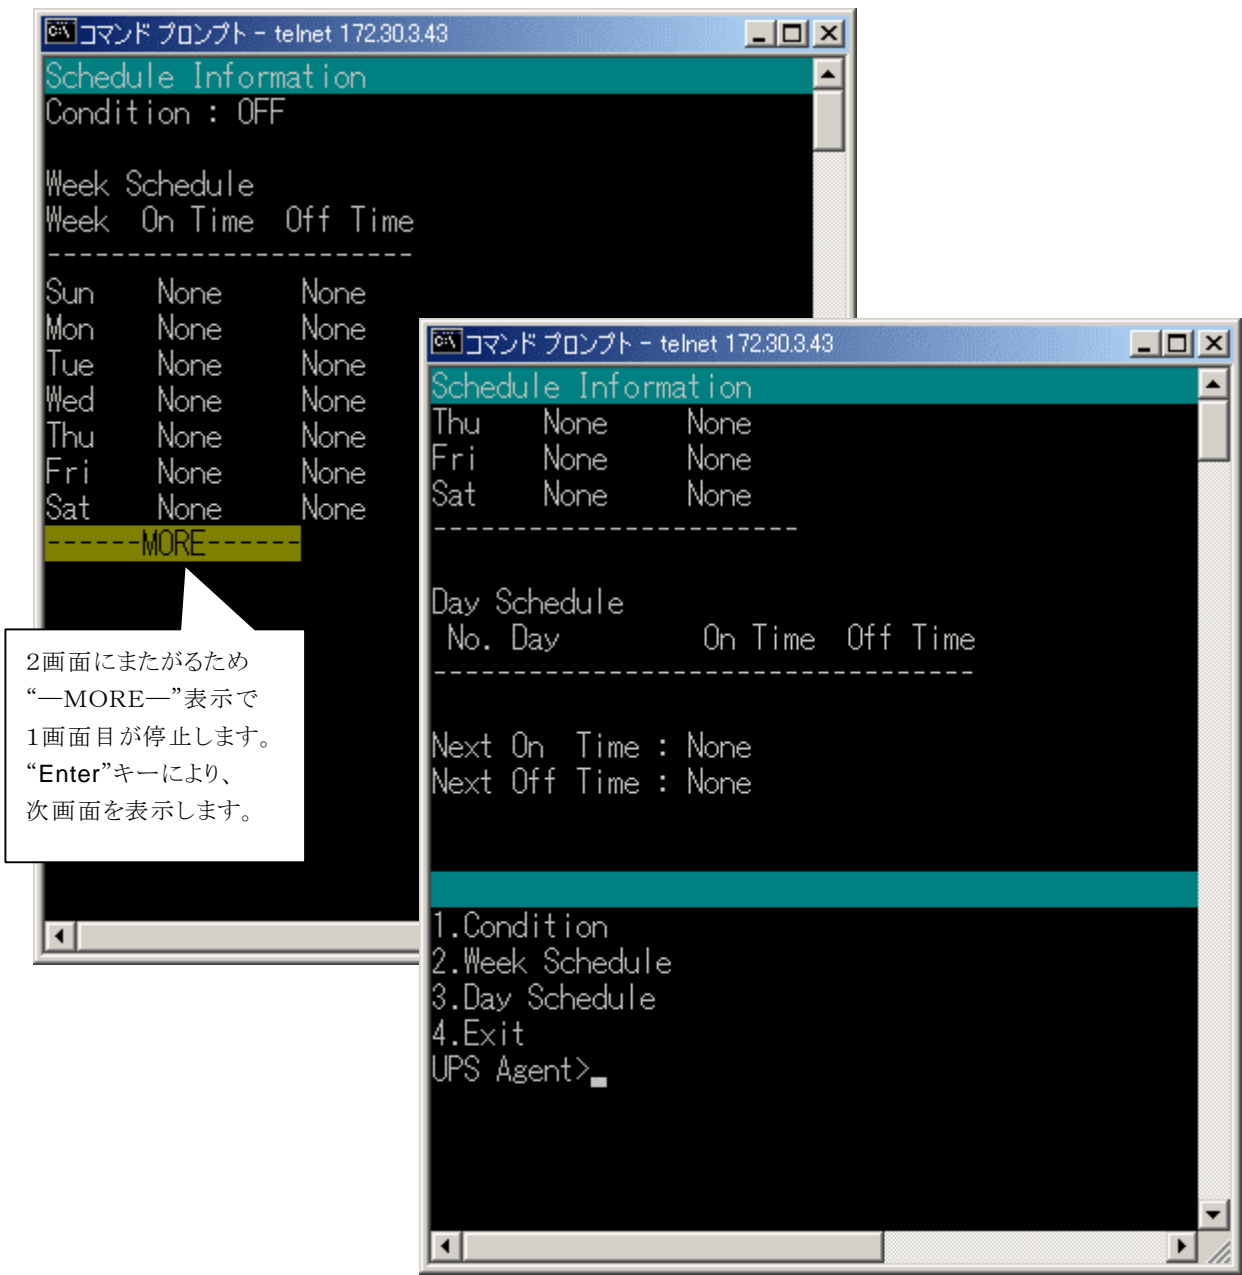 コマンド プロンプト - telnet 172.30.3.43
Schedule Information
Condition : OFF
Week Schedule
Week  On Time  Off Time
-----------------------
Sun    None     None
Mon    None     None
Tue    None     None
Wed    None     None
Thu    None     None
Fri    None     None
Sat    None     None
------MORE------
2画面にまたがるため
“―MORE―”表示で
1画面目が停止します。
“Enter”キーにより、
次画面を表示します。
コマンド プロンプト - telnet 172.30.3.43
Schedule Information
Thu    None     None
Fri    None     None
Sat    None     None
-----------------------
Day Schedule
 No. Day         On Time  Off Time
----------------------------------
Next On  Time : None
Next Off Time : None
1.Condition
2.Week Schedule
3.Day Schedule
4.Exit
UPS Agent>_